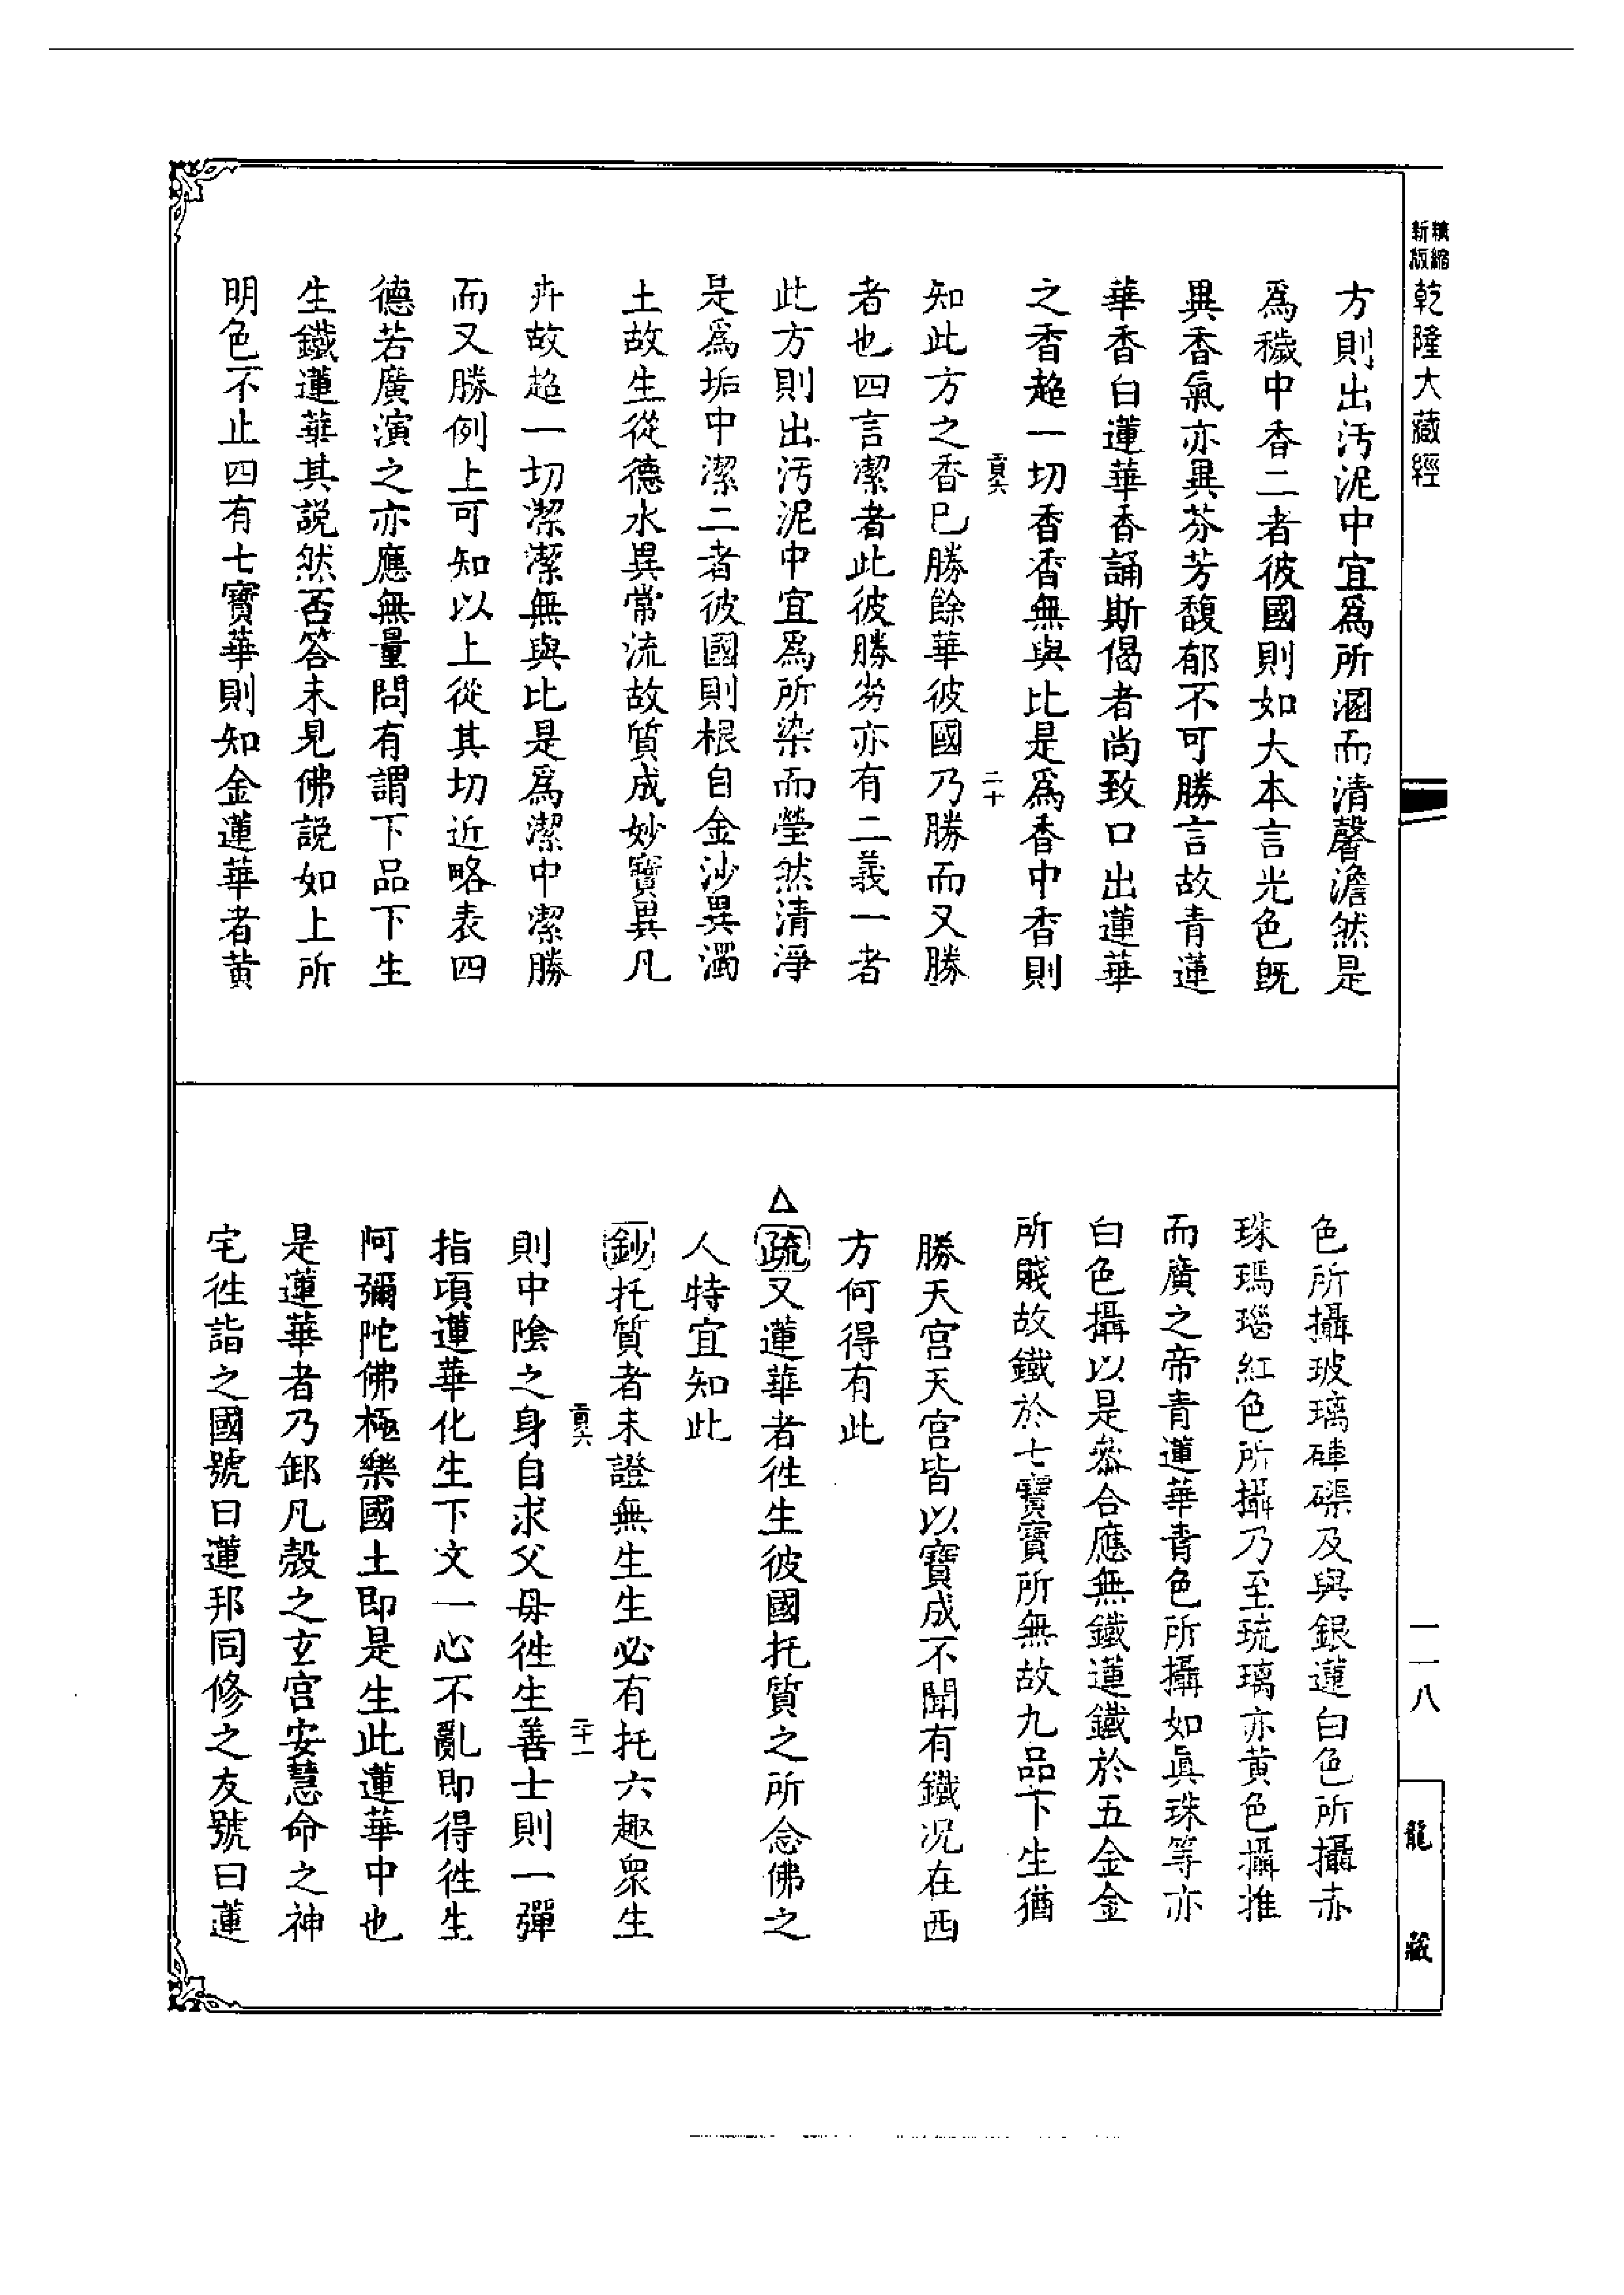 精縮
新版
乾隆大藏經
方則出汚泥中宜爲所溷而清馨澹然是
爲穢中香二者彼國則如大本言光色旣
異香氣亦異芬芳馥郁不可勝言故青蓮
華香白蓮華香誦斯偈者尚致口出蓮華
之香超一切香香無與比是爲香中香則
貢六
二十
知此方之香巳勝餘華彼國乃勝而又勝
者也四言潔者此彼勝劣亦有二義一者
此方則出汚泥中宜爲所染而瑩然清淨
是爲垢中潔二者彼國則根自金沙異濁
土故生從德水異常流故質成妙寶異凡
卉故超一切潔潔無與比是爲潔中潔勝
而又勝例上可知以上從其切近略表四
德若廣演之亦應無量問有謂下品下生
生鐵蓮華其說然否答未見佛說如上所
明色不止四有七寶華則知金蓮華者黄
色所攝玻璃硨磲及與銀蓮白色所攝赤
珠瑪瑙紅色所攝乃至琉璃亦黄色攝推
而廣之帝青蓮華青色所攝如眞珠等亦
白色攝以是叅合應無鐵蓮鐵於五金金
所賤故鐵於七寶寶所無故九品下生猶
勝天宮天宮皆以寶成不聞有鐵况在西
方何得有此
△疏又蓮華者徃生彼國托質之所念佛之
人特宜知此
鈔托質者未證無生生必有托六趣衆生
貢六
二十一
則中陰之身自求父母徃生善士則一彈
指頃蓮華化生下文一心不亂即得徃生
阿彌陀佛極樂國土即是生此蓮華中也
是蓮華者乃卸凡殼之玄宮安慧命之神
宅徃詣之國號曰蓮邦同修之友號曰蓮
一一八
龍藏